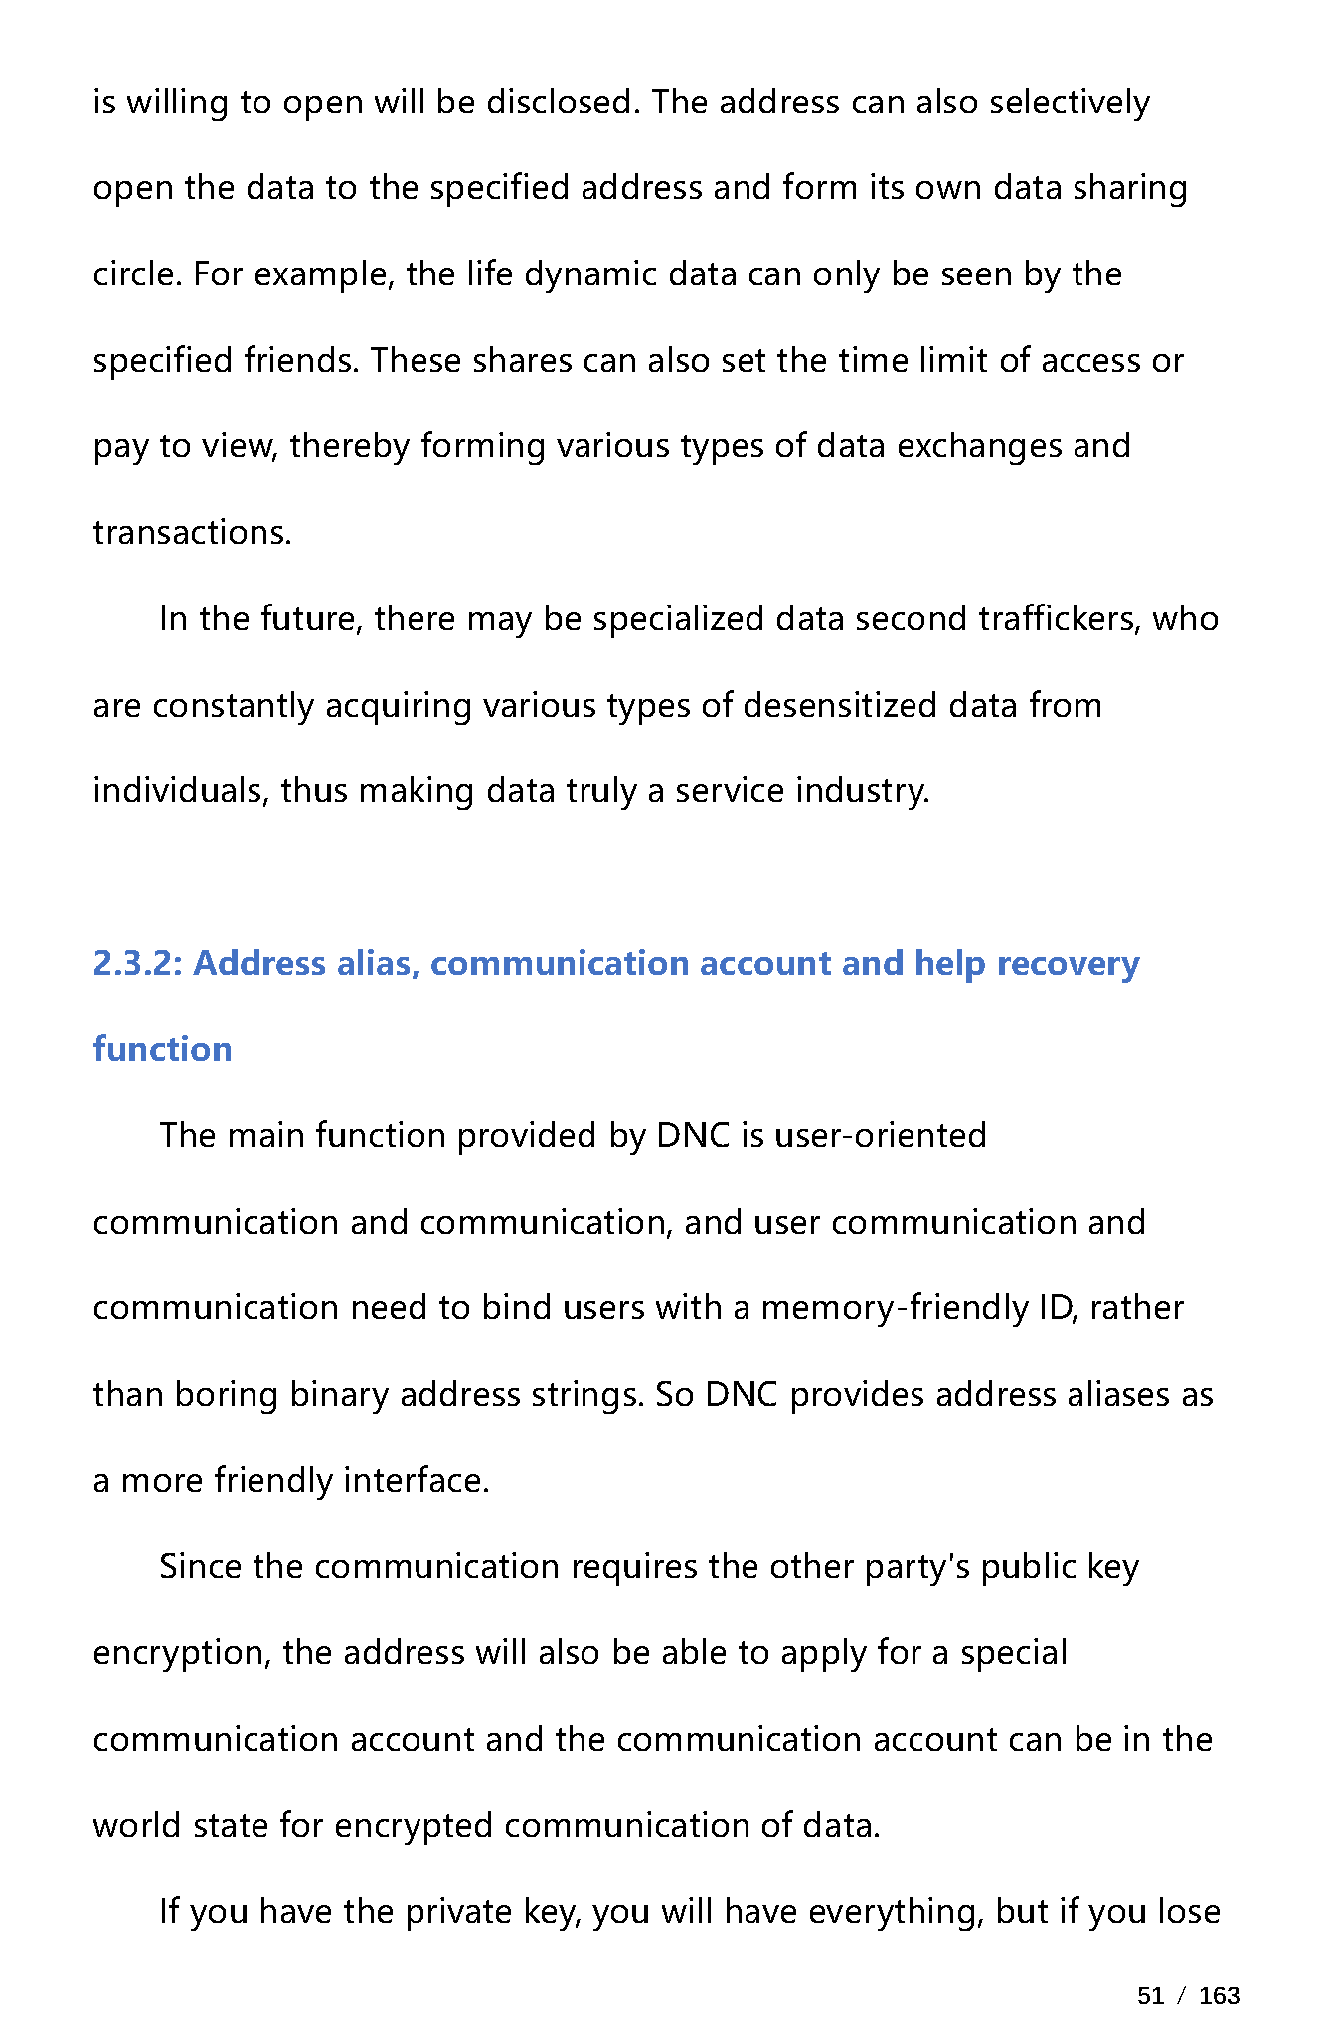 is willing to open will be disclosed. The address can also selectively
open the data to the specified address and form its own data sharing
circle. For example, the life dynamic data can only be seen by the
specified friends. These shares can also set the time limit of access or
pay to view, thereby forming various types of data exchanges and
transactions.
In the future, there may be specialized data second traffickers, who
are constantly acquiring various types of desensitized data from
individuals, thus making data truly a service industry.
2.3.2: Address alias, communication account and help recovery
function
The main function provided by DNC is user-oriented
communication and communication, and user communication and
communication need to bind users with a memory-friendly ID, rather
than boring binary address strings. So DNC provides address aliases as
a more friendly interface.
Since the communication requires the other party's public key
encryption, the address will also be able to apply for a special
communication account and the communication account can be in the
world state for encrypted communication of data.
If you have the private key, you will have everything, but if you lose
51 / 163